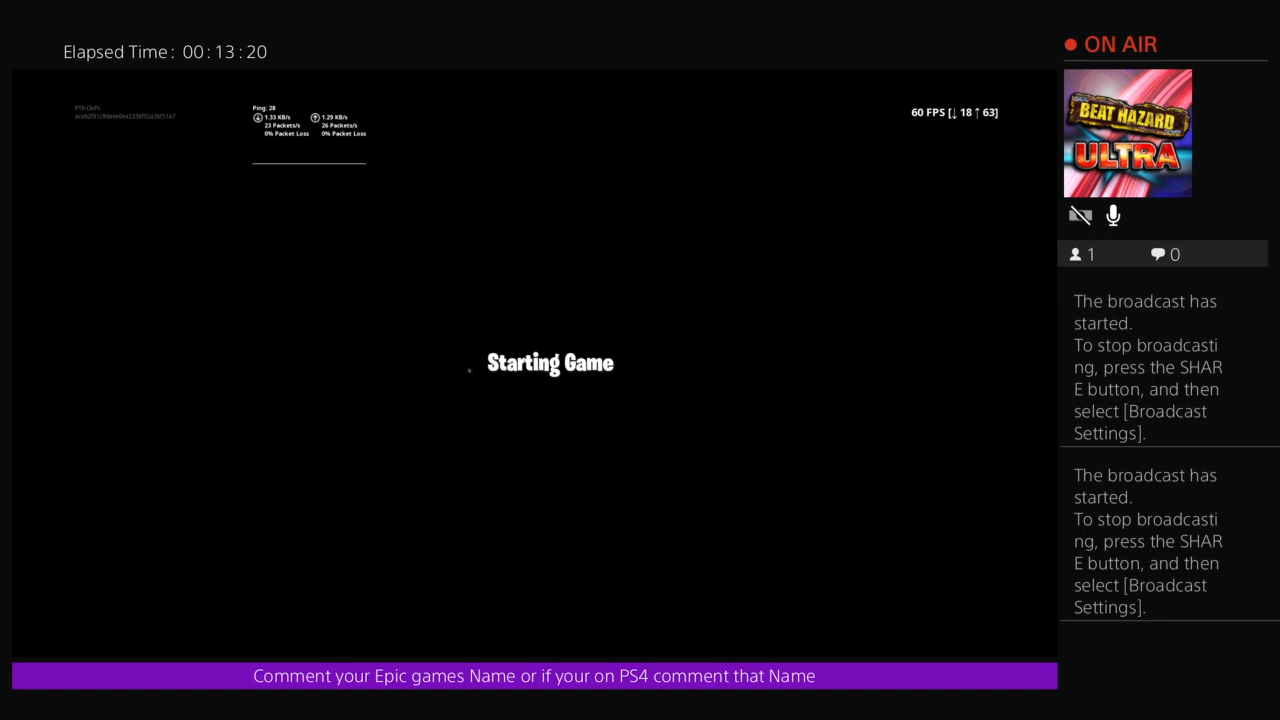 Elapsed Time: 00:13:20
ON AIR
Ping: 28
1.33 KB/s 1.29 KB/s
23 Packets/s 26 Packets/s
0% Packet Loss 0% Packet Loss
60 FPS [↓ 18 ↑ 63]
BEAT HAZARD
ULTRA
1 0
Starting Game
The broadcast has
started.
To stop broadcasti
ng, press the SHAR
E button, and then
select [Broadcast
Settings].
The broadcast has
started.
To stop broadcasti
ng, press the SHAR
E button, and then
select [Broadcast
Settings].
Comment your Epic games Name or if your on PS4 comment that Name